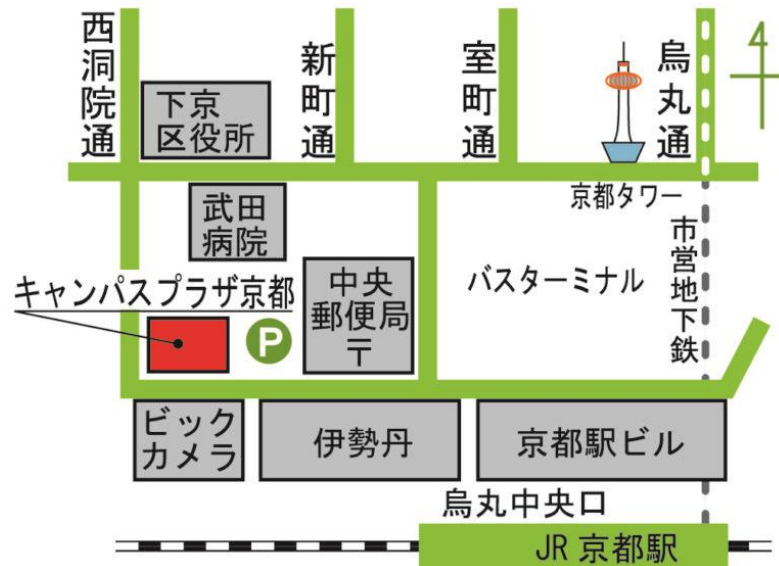 西洞院通
新町通
室町通
烏丸通
4
下京
区役所
京都タワー
武田
病院
市営地下鉄
キャンパスプラザ京都
中央
郵便局
〒
バスターミナル
P
ビック
カメラ
伊勢丹
京都駅ビル
烏丸中央口
JR 京都駅